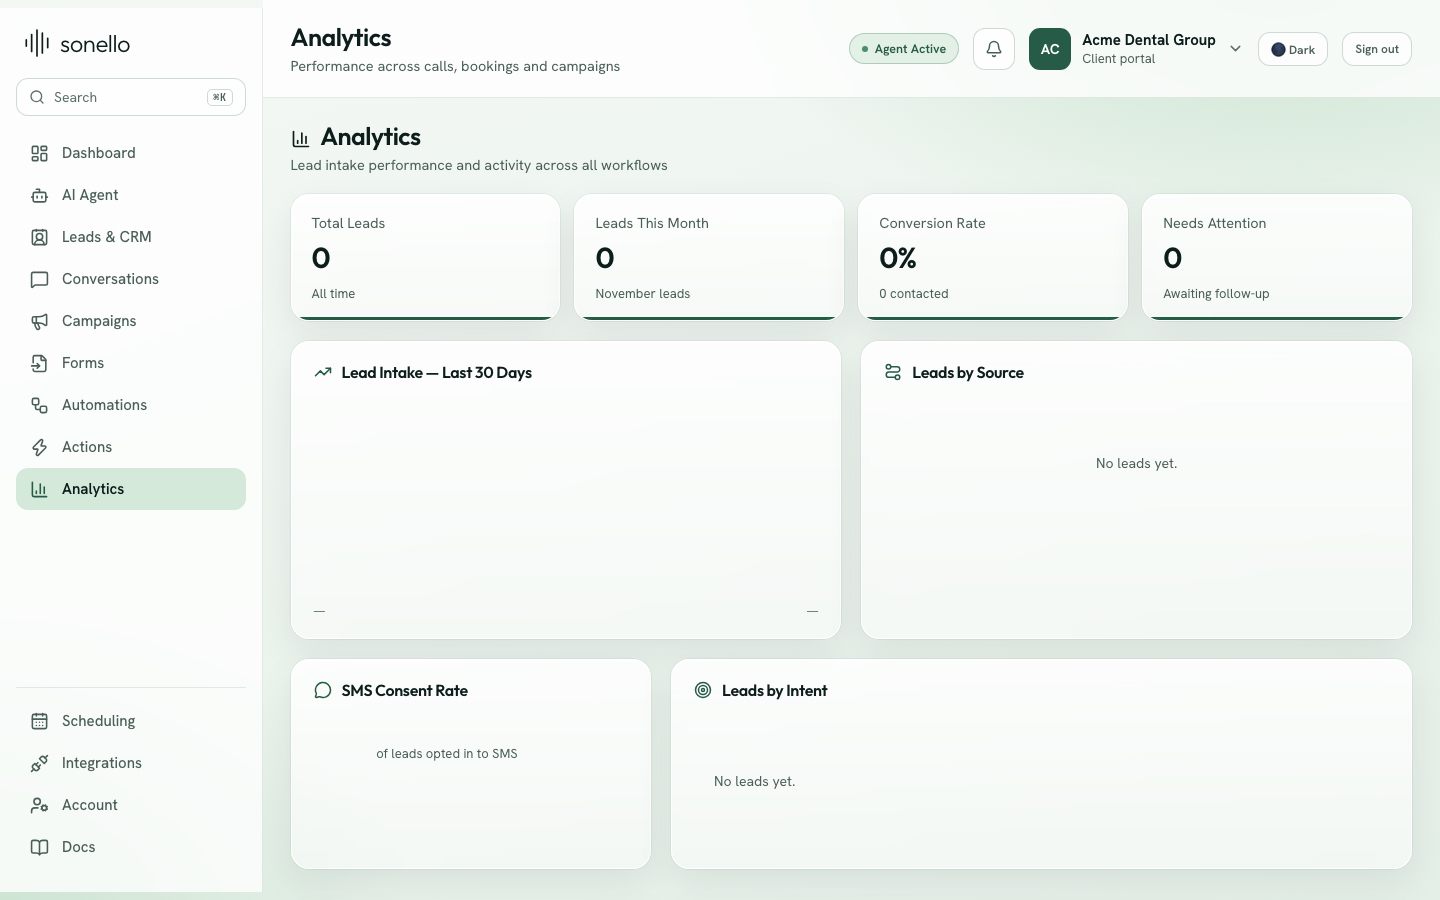 sonello
Search
⌘K
Dashboard
AI Agent
Leads & CRM
Conversations
Campaigns
Forms
Automations
Actions
Analytics
Scheduling
Integrations
Account
Docs
Analytics
Performance across calls, bookings and campaigns
Agent Active
AC
Acme Dental Group
Client portal
Dark
Sign out
Analytics
Lead intake performance and activity across all workflows
Total Leads
0
All time
Leads This Month
0
November leads
Conversion Rate
0%
0 contacted
Needs Attention
0
Awaiting follow-up
Lead Intake — Last 30 Days
— —
Leads by Source
No leads yet.
SMS Consent Rate
of leads opted in to SMS
Leads by Intent
No leads yet.